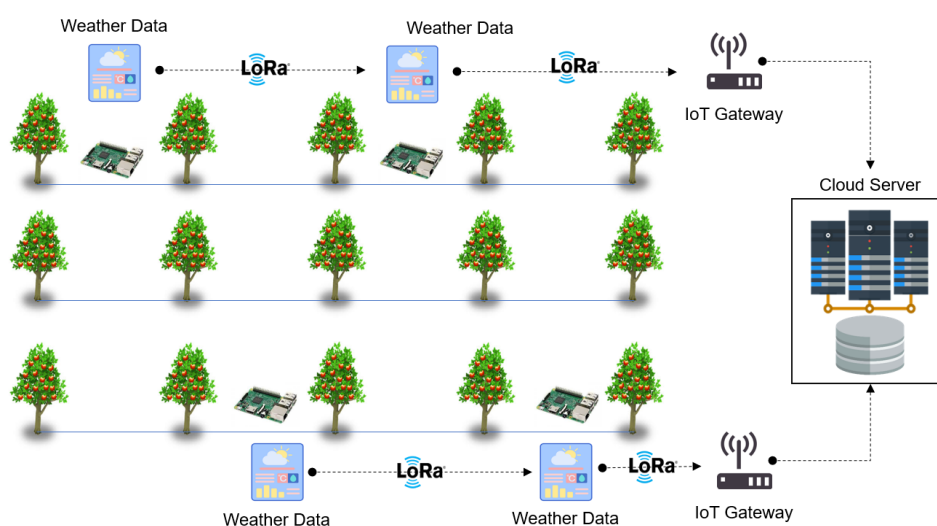 Weather Data
Weather Data
LoRa
LoRa
°C
°C
IoT Gateway
Cloud Server
LoRa
LoRa
°C
°C
IoT Gateway
Weather Data
Weather Data